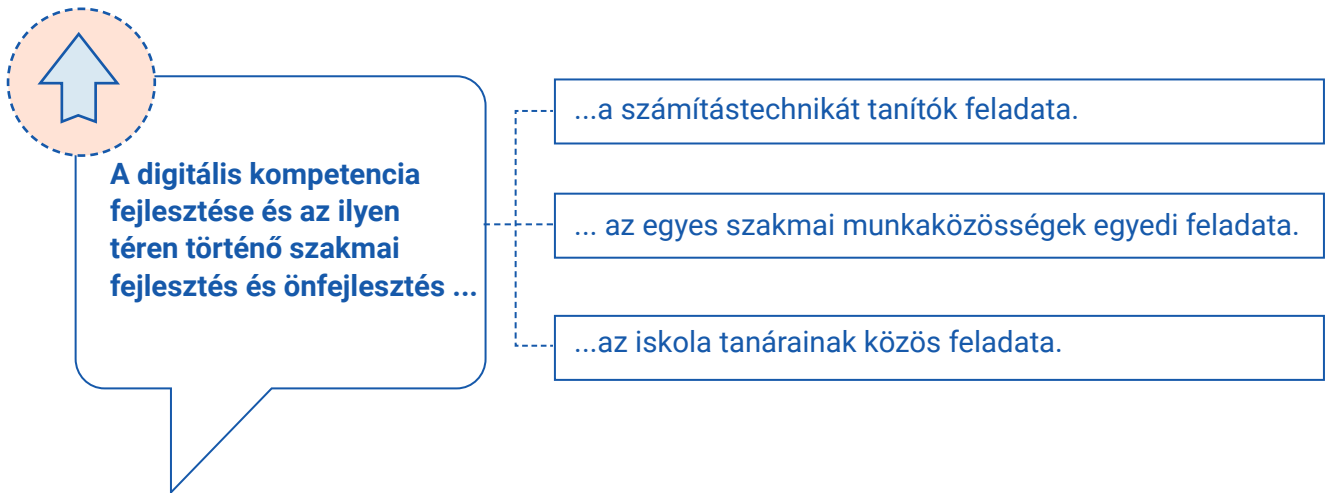 A digitális kompetencia
fejlesztése és az ilyen
téren történő szakmai
fejlesztés és önfejlesztés ...
...a számítástechnikát tanítók feladata.
... az egyes szakmai munkaközösségek egyedi feladata.
...az iskola tanárainak közös feladata.